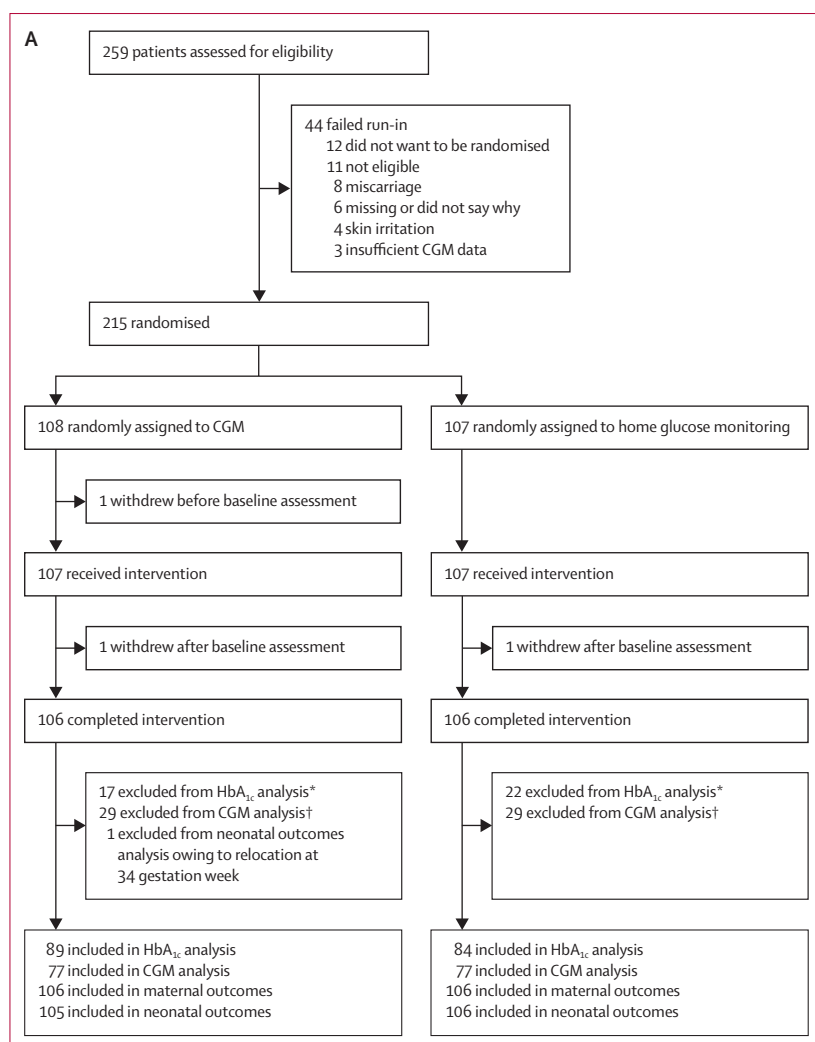 A
259 patients assessed for eligibility
44 failed run-in
12 did not want to be randomised
11 not eligible
8 miscarriage
6 missing or did not say why
4 skin irritation
3 insufficient CGM data
215 randomised
108 randomly assigned to CGM
107 randomly assigned to home glucose monitoring
1 withdrew before baseline assessment
107 received intervention
107 received intervention
1 withdrew after baseline assessment
1 withdrew after baseline assessment
106 completed intervention
106 completed intervention
17 excluded from HbA1c analysis*
29 excluded from CGM analysis†
1 excluded from neonatal outcomes
analysis owing to relocation at
34 gestation week
22 excluded from HbA1c analysis*
29 excluded from CGM analysis†
89 included in HbA1c analysis
77 included in CGM analysis
106 included in maternal outcomes
105 included in neonatal outcomes
84 included in HbA1c analysis
77 included in CGM analysis
106 included in maternal outcomes
106 included in neonatal outcomes